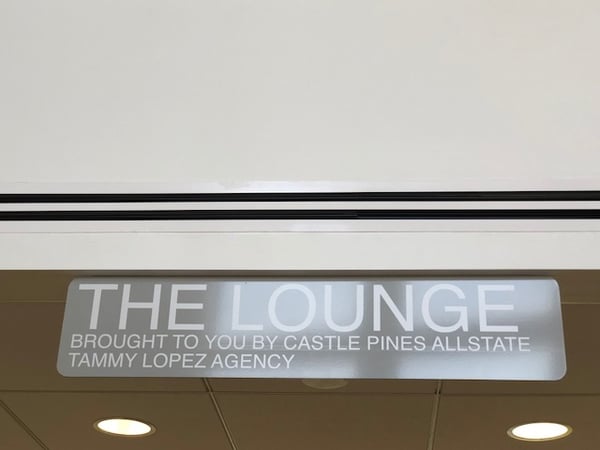 THE LOUNGE
BROUGHT TO YOU BY CASTLE PINES ALLSTATE
TAMMY LOPEZ AGENCY